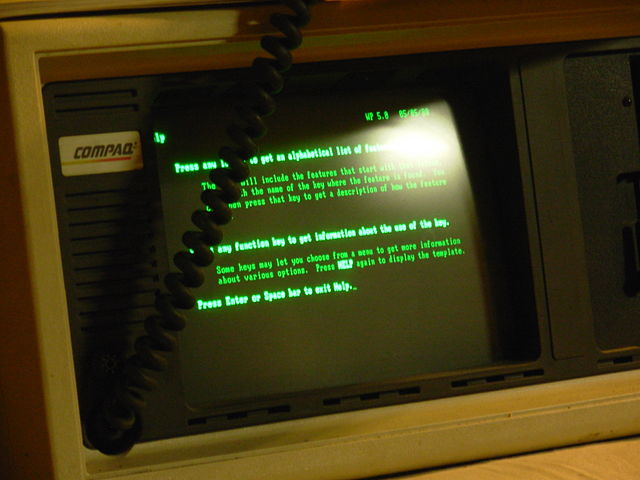 WP 5.0 05/05/
lp
COMPAQ
Press any to get an alphabetical list of
The will include the features that start with
the name of the key where the feature is found. You
then press that key to get a description of how the feature
any function key to get information about the use of the key.
Some keys may let you choose from a menu to get more information
about various options. Press HELP again to display the template.
Press Enter or Space bar to exit Help._